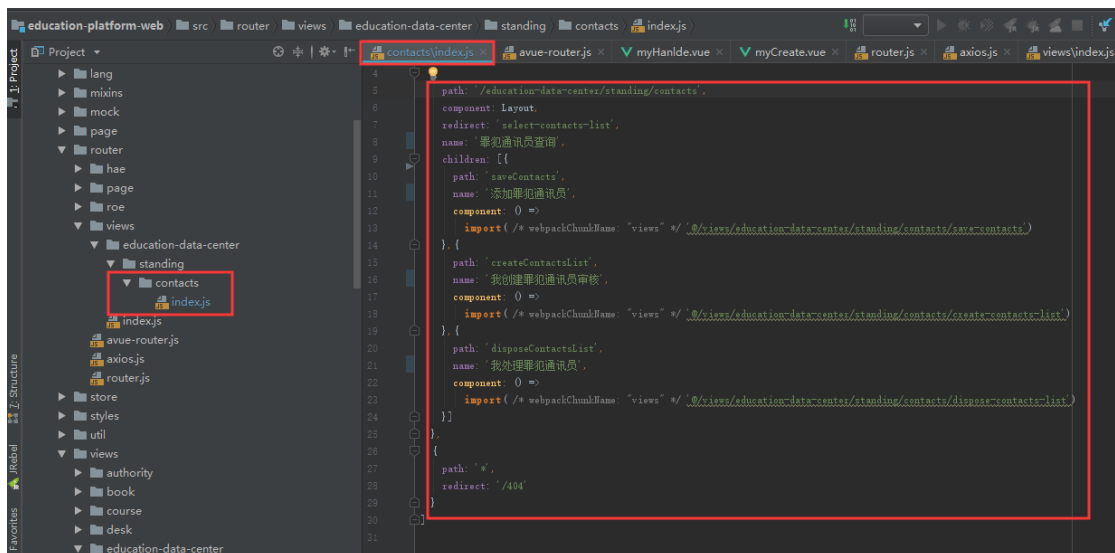 education-platform-web src router views education-data-center standing contacts index.js
Project contacts\index.js avue-router.js myHanlde.vue myCreate.vue router.js axios.js views\index.js
1: Project
lang
mixins
mock
page
router
hae
page
roe
views
education-data-center
standing
contacts
index.js
index.js
avue-router.js
axios.js
router.js
store
styles
util
views
authority
book
course
desk
education-data-center
Z: Structure
JRebel
Favorites
4
5 path: '/education-data-center/standing/contacts',
6 component: Layout,
7 redirect: 'select-contacts-list',
8 name: '罪犯通讯员查询',
9 children: [{
10 path: 'saveContacts',
11 name: '添加罪犯通讯员',
12 component: () =>
13 import( /* webpackChunkName: "views" */ '@/views/education-data-center/standing/contacts/save-contacts')
14 }, {
15 path: 'createContactsList',
16 name: '我创建罪犯通讯员审核',
17 component: () =>
18 import( /* webpackChunkName: "views" */ '@/views/education-data-center/standing/contacts/create-contacts-list')
19 }, {
20 path: 'disposeContactsList',
21 name: '我处理罪犯通讯员',
22 component: () =>
23 import( /* webpackChunkName: "views" */ '@/views/education-data-center/standing/contacts/dispose-contacts-list')
24 }]
25 },
26 {
27 path: '*',
28 redirect: '/404'
29 }
30 ]
31